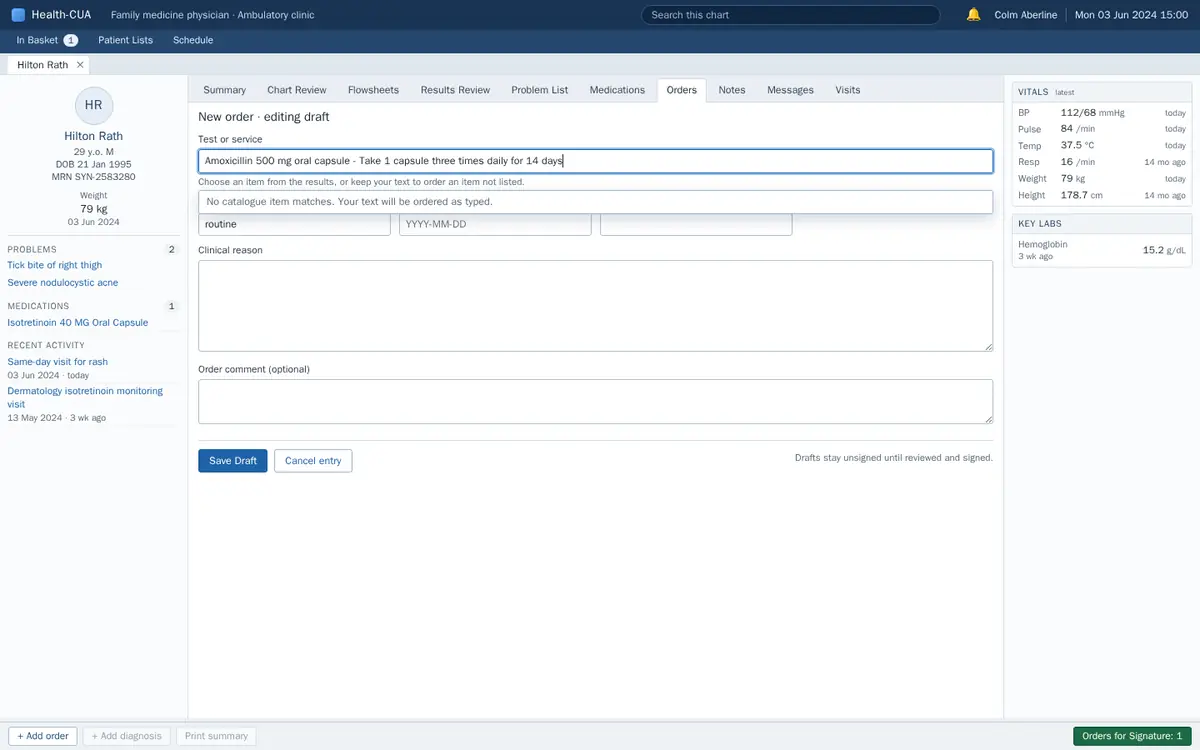 Health-CUA Family medicine physician · Ambulatory clinic Search this chart Colm Aberline Mon 03 Jun 2024 15:00
In Basket 1 Patient Lists Schedule
Hilton Rath ✕
HR
Hilton Rath
29 y.o. M
DOB 21 Jan 1995
MRN SYN-2583280
Weight
79 kg
03 Jun 2024
PROBLEMS 2
Tick bite of right thigh
Severe nodulocystic acne
MEDICATIONS 1
Isotretinoin 40 MG Oral Capsule
RECENT ACTIVITY
Same-day visit for rash
03 Jun 2024 · today
Dermatology isotretinoin monitoring
visit
13 May 2024 · 3 wk ago
Summary Chart Review Flowsheets Results Review Problem List Medications Orders Notes Messages Visits
New order · editing draft
Test or service
Amoxicillin 500 mg oral capsule - Take 1 capsule three times daily for 14 days
Choose an item from the results, or keep your text to order an item not listed.
No catalogue item matches. Your text will be ordered as typed.
routine YYYY-MM-DD
Clinical reason
Order comment (optional)
Save Draft Cancel entry Drafts stay unsigned until reviewed and signed.
VITALS latest
BP 112/68 mmHg today
Pulse 84 /min today
Temp 37.5 °C today
Resp 16 /min 14 mo ago
Weight 79 kg today
Height 178.7 cm 14 mo ago
KEY LABS
Hemoglobin 15.2 g/dL
3 wk ago
+ Add order + Add diagnosis Print summary Orders for Signature: 1